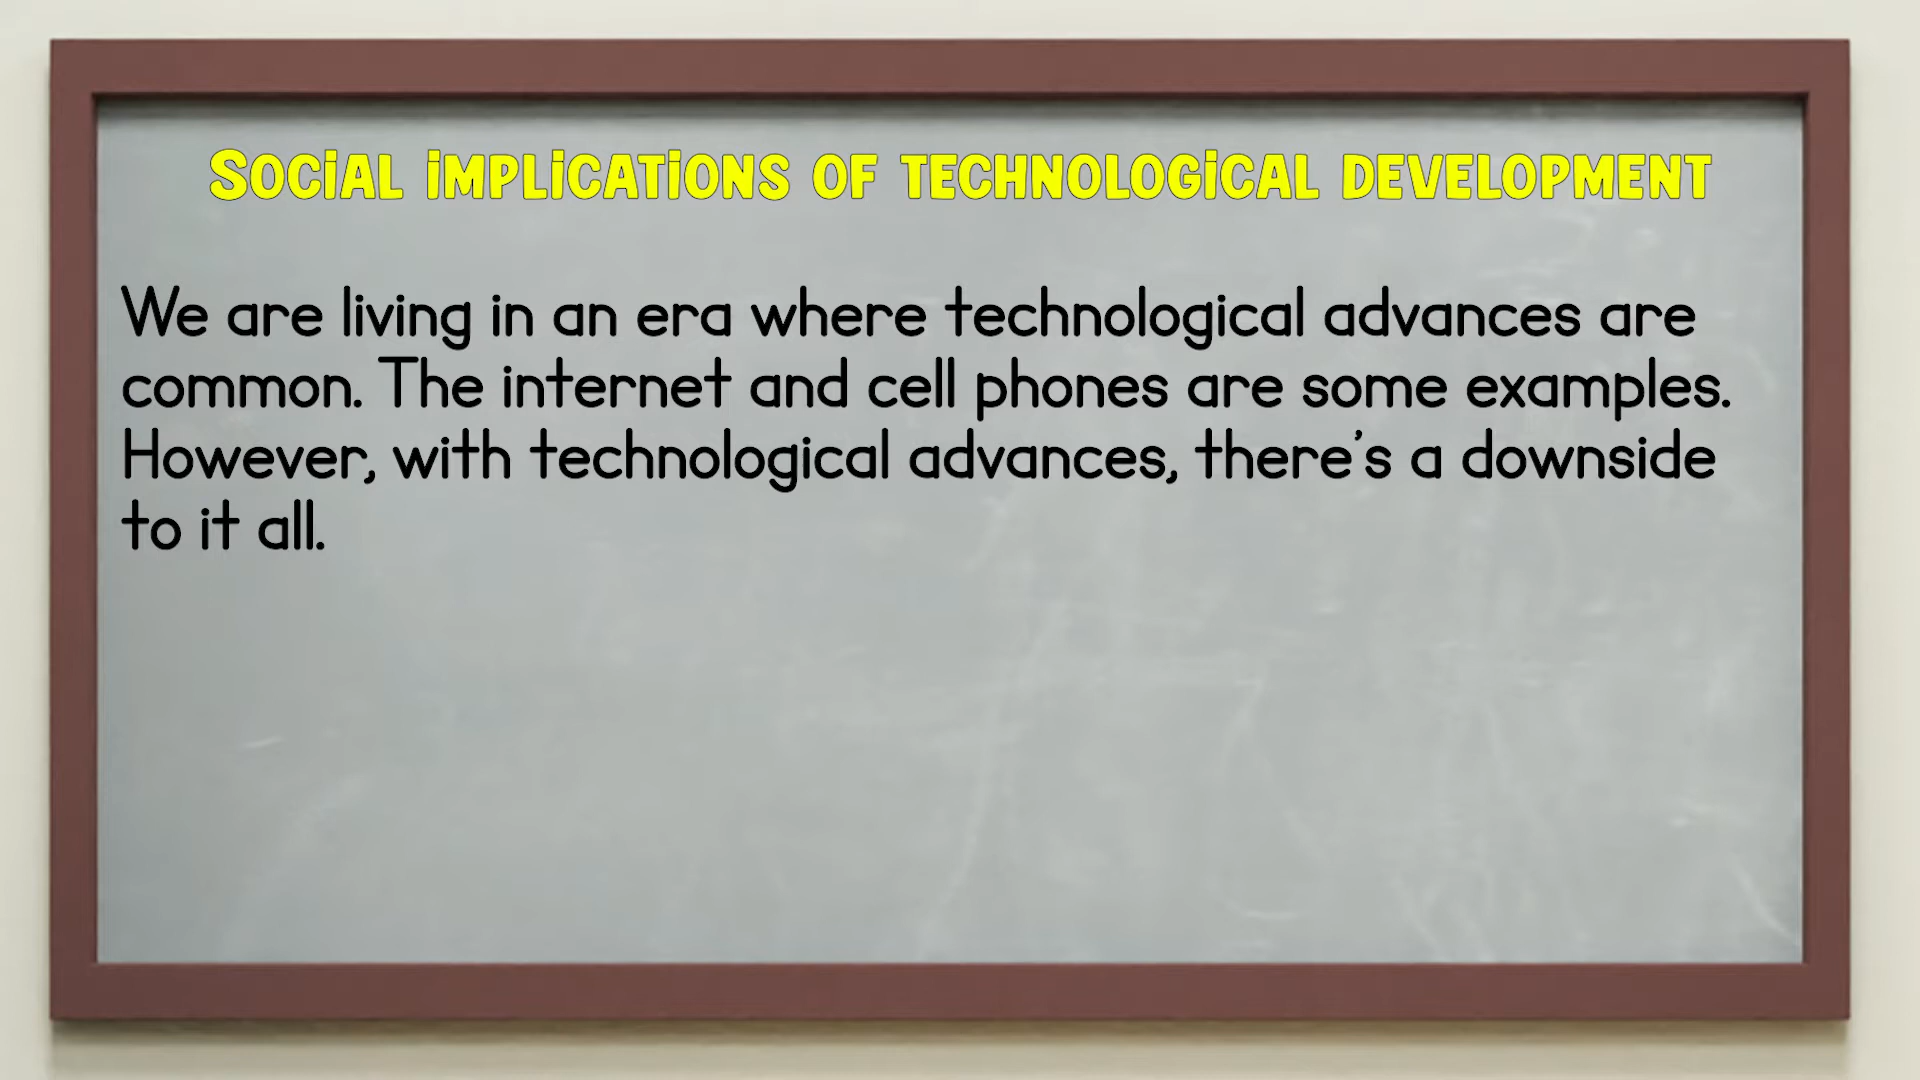 Social implications of technological development
We are living in an era where technological advances are
common. The internet and cell phones are some examples.
However, with technological advances, there's a downside
to it all.